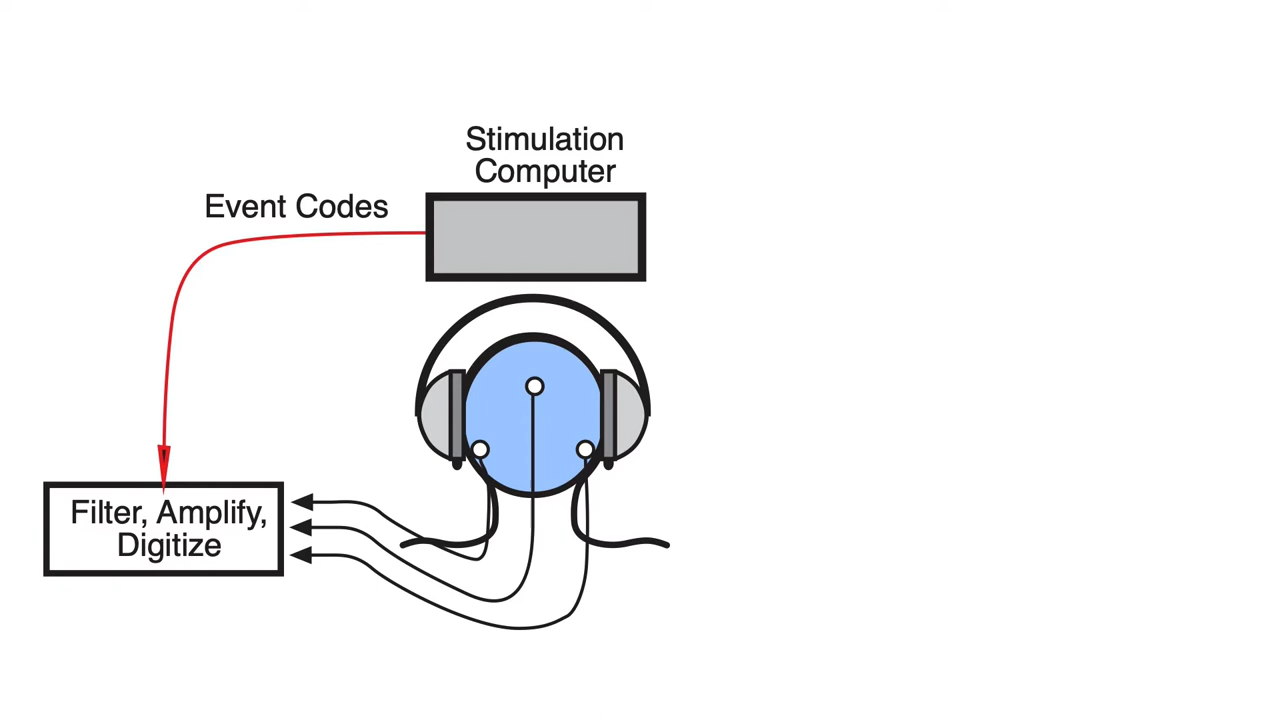 Stimulation
Computer
Event Codes
Filter, Amplify,
Digitize